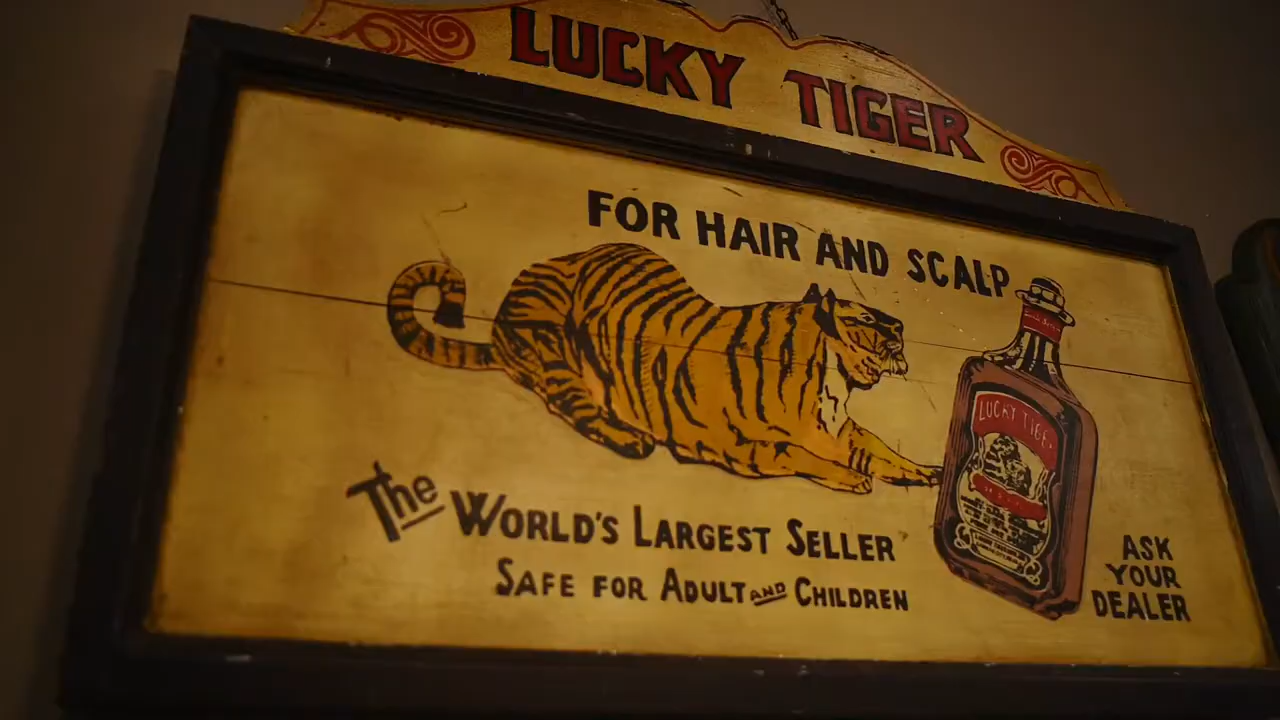 LUCKY TIGER
FOR HAIR AND SCALP
LUCKY TIGER
The WORLD'S LARGEST SELLER
SAFE FOR ADULT AND CHILDREN
ASK
YOUR
DEALER